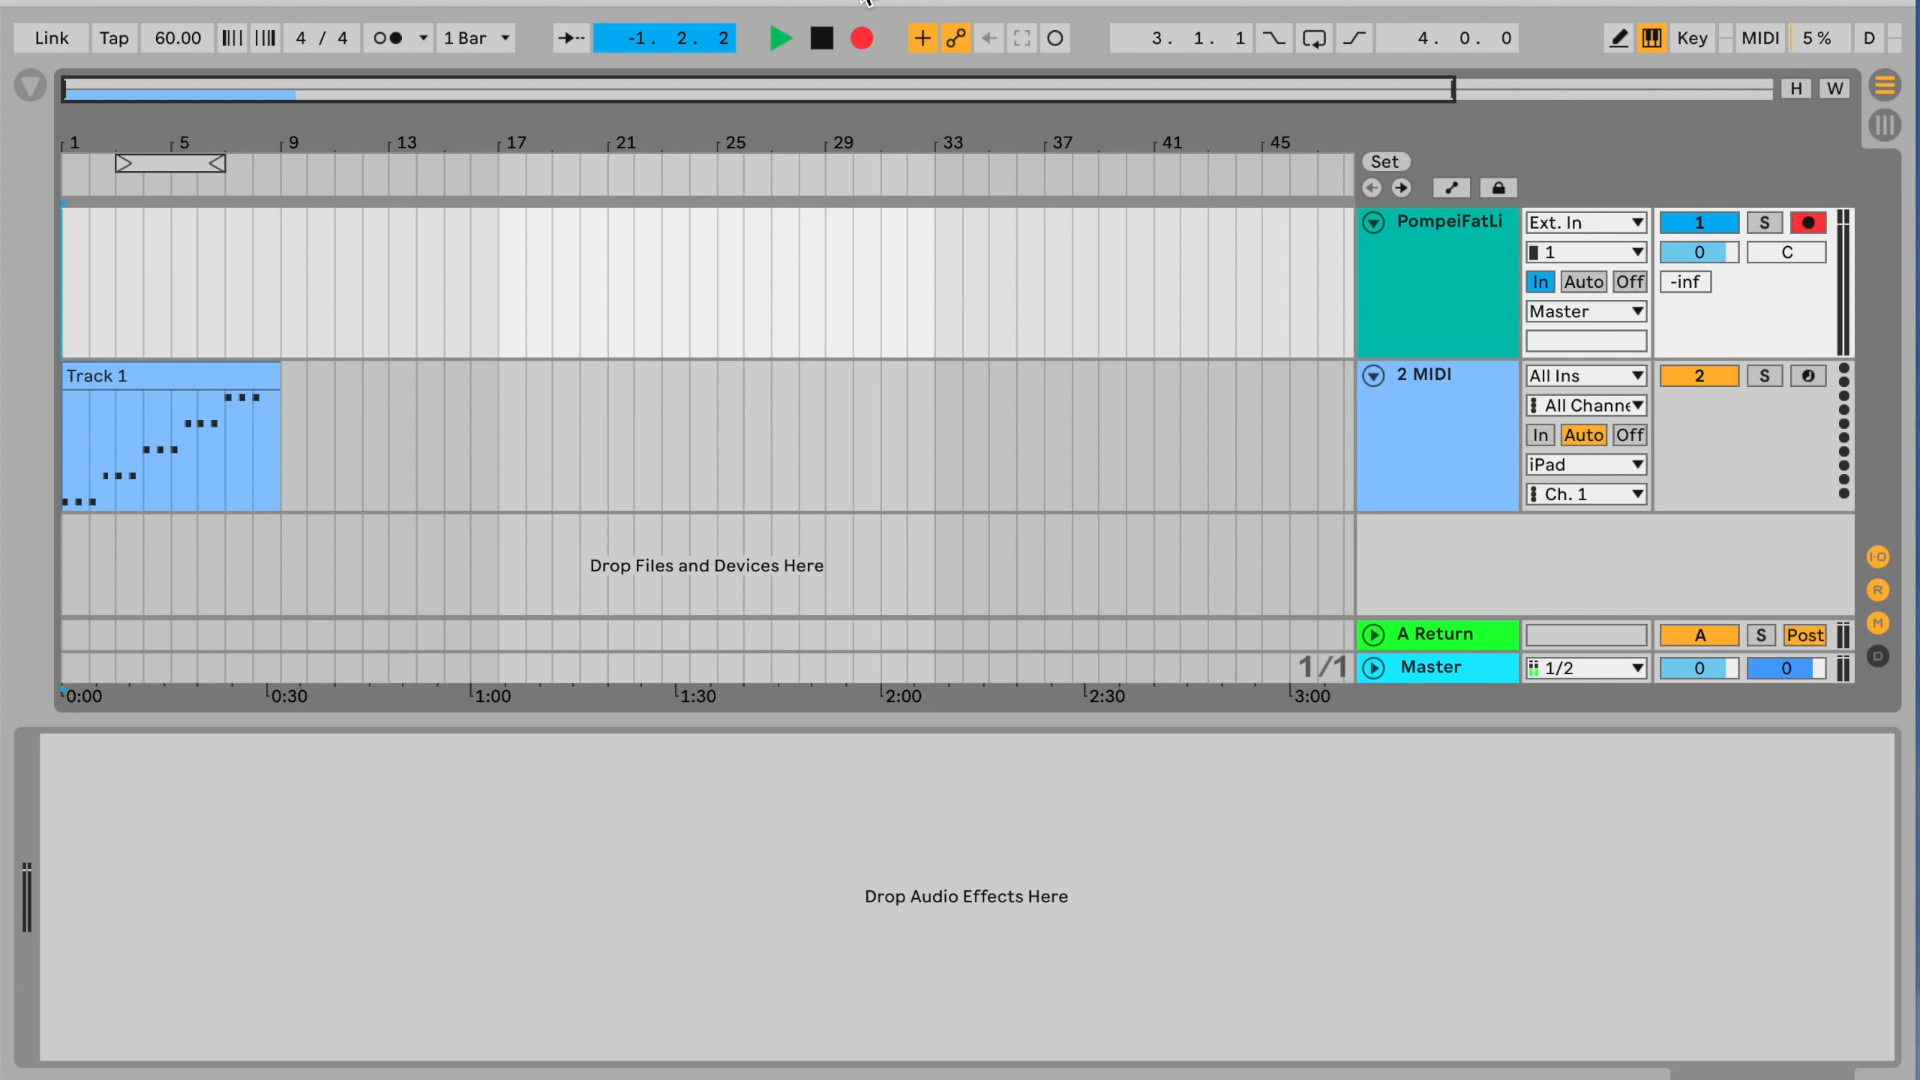 Link Tap 60.00 4 / 4 1 Bar -1. 2. 2 3. 1. 1 4. 0. 0 Key MIDI 5 % D
H W
1 5 9 13 17 21 25 29 33 37 41 45
Set
PompeiFatLi Ext. In 1 S
1 0 C
In Auto Off -inf
Master
Track 1 2 MIDI All Ins 2 S
All Channe
In Auto Off
iPad
Ch. 1
Drop Files and Devices Here
I·O
R
M
D
A Return A S Post
1/1 Master 1/2 0 0
0:00 0:30 1:00 1:30 2:00 2:30 3:00
Drop Audio Effects Here